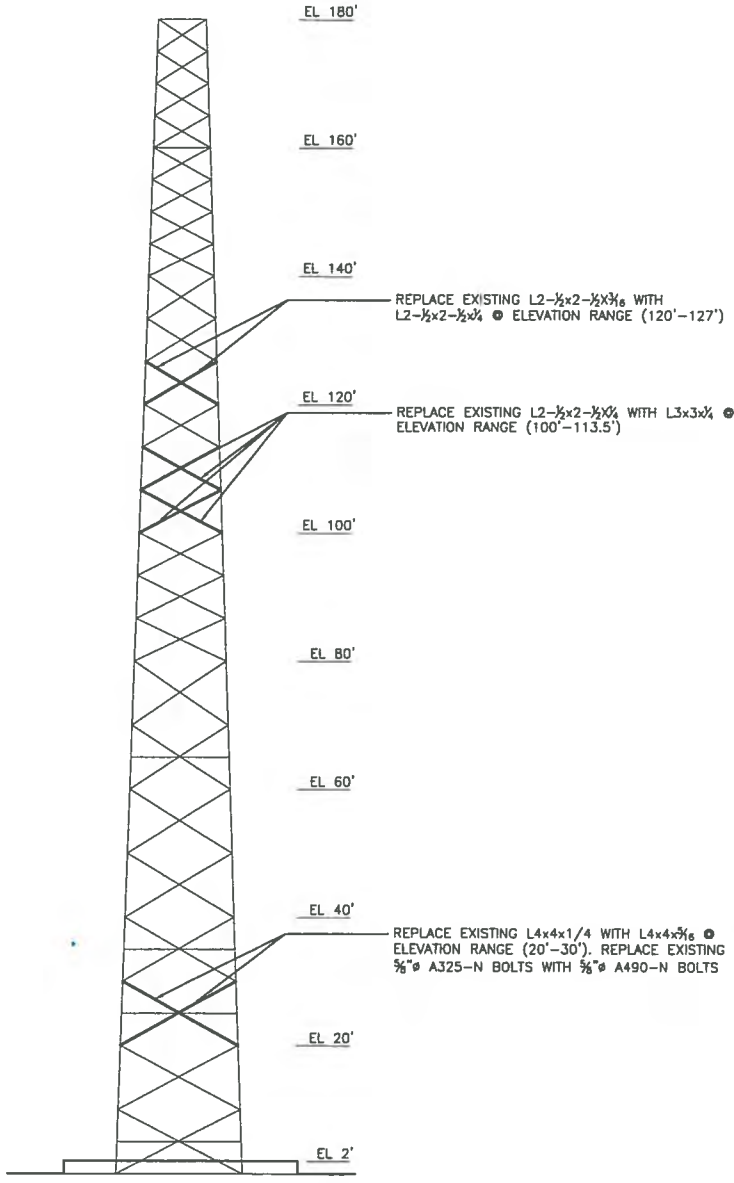 EL 180'
EL 160'
EL 140'
REPLACE EXISTING L2-½x2-½X3⁄16 WITH
L2-½x2-½x¼ @ ELEVATION RANGE (120'-127')
EL 120'
REPLACE EXISTING L2-½x2-½X¼ WITH L3x3x¼ @
ELEVATION RANGE (100'-113.5')
EL 100'
EL 80'
EL 60'
EL 40'
REPLACE EXISTING L4x4x1/4 WITH L4x4x5⁄16 @
ELEVATION RANGE (20'-30'). REPLACE EXISTING
⅝"ø A325-N BOLTS WITH ⅝"ø A490-N BOLTS
EL 20'
EL 2'